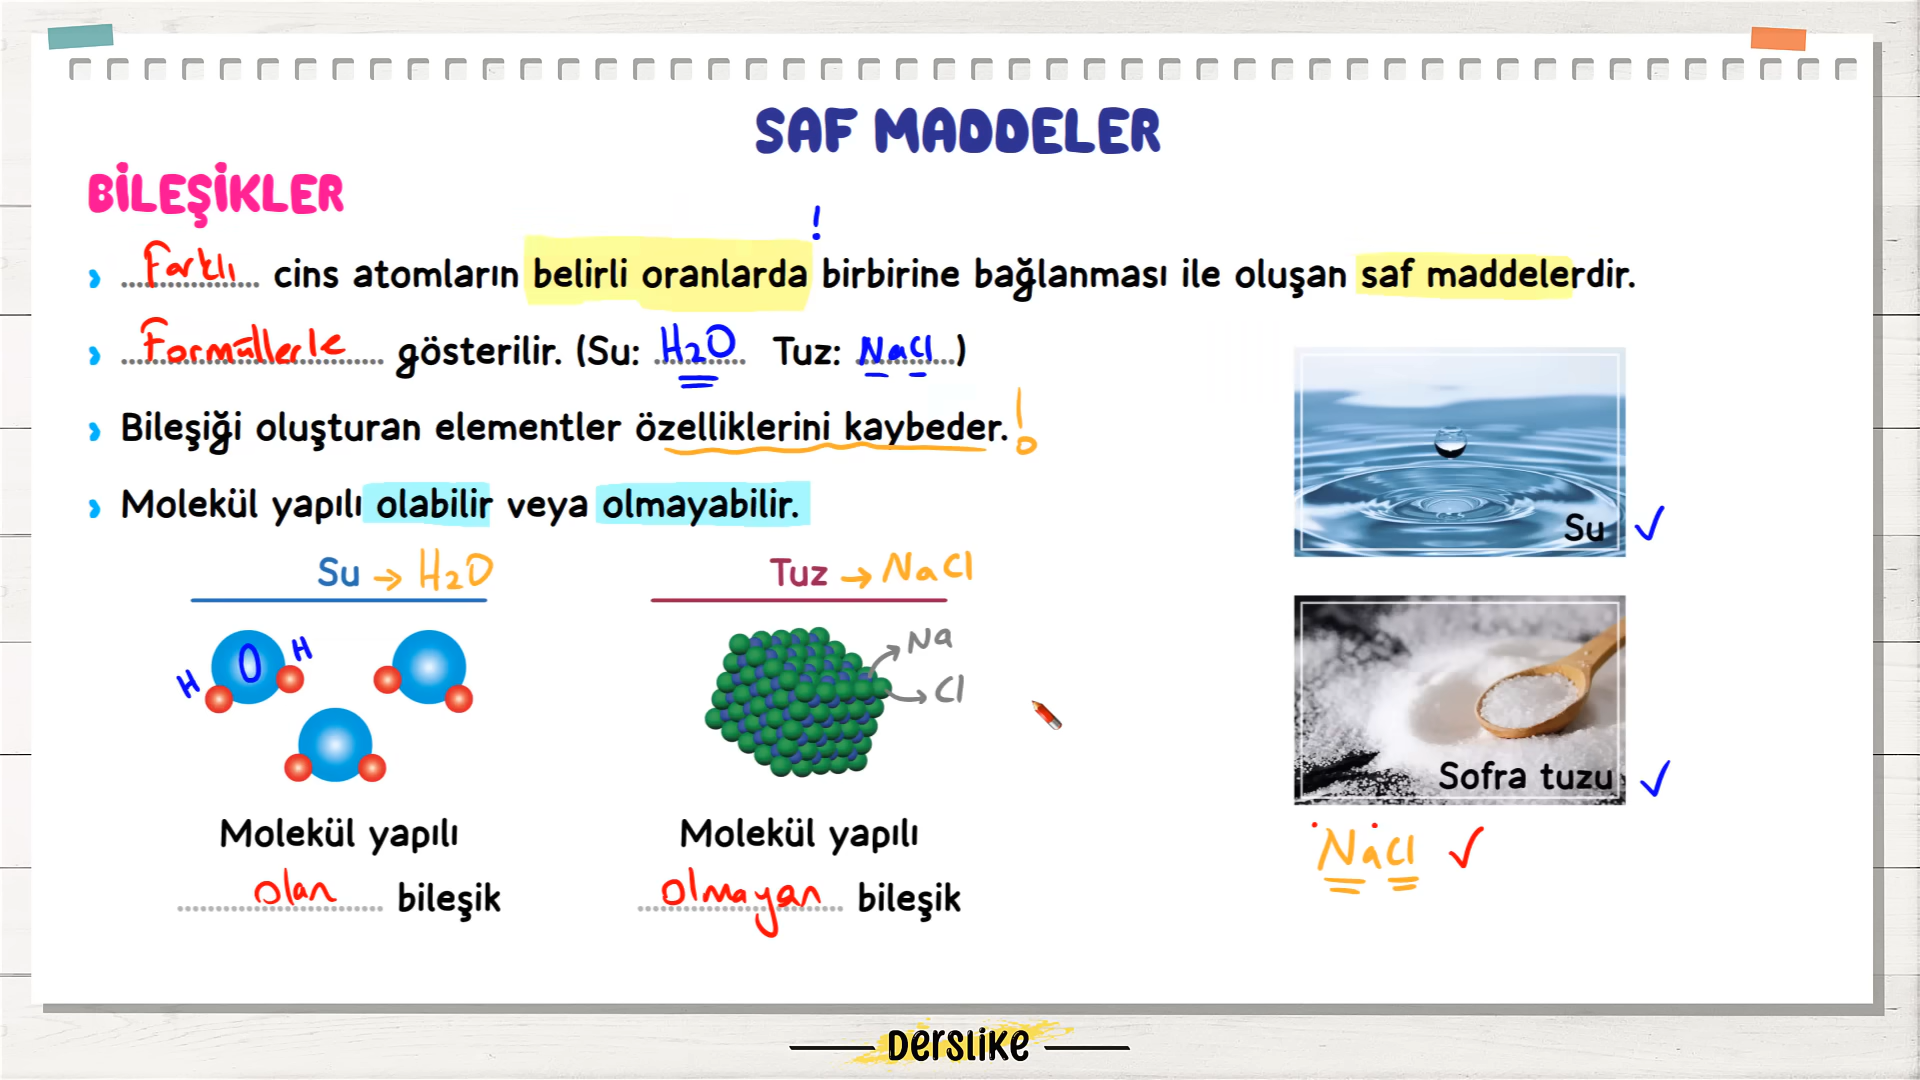 SAF MADDELER
BİLEŞİKLER
Farklı cins atomların belirli oranlarda birbirine bağlanması ile oluşan saf maddelerdir.
!
Formüllerle gösterilir. (Su: H₂O Tuz: NaCl)
Bileşiği oluşturan elementler özelliklerini kaybeder. !
Molekül yapılı olabilir veya olmayabilir.
Su → H₂O
Tuz → NaCl
H O H
Na
Cl
Molekül yapılı
olan bileşik
Molekül yapılı
olmayan bileşik
Su ✓
Sofra tuzu ✓
NaCl ✓
Derslike